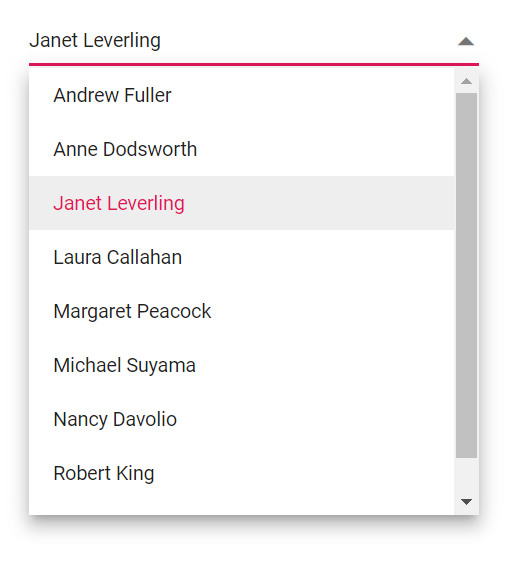 Janet Leverling
Andrew Fuller
Anne Dodsworth
Janet Leverling
Laura Callahan
Margaret Peacock
Michael Suyama
Nancy Davolio
Robert King